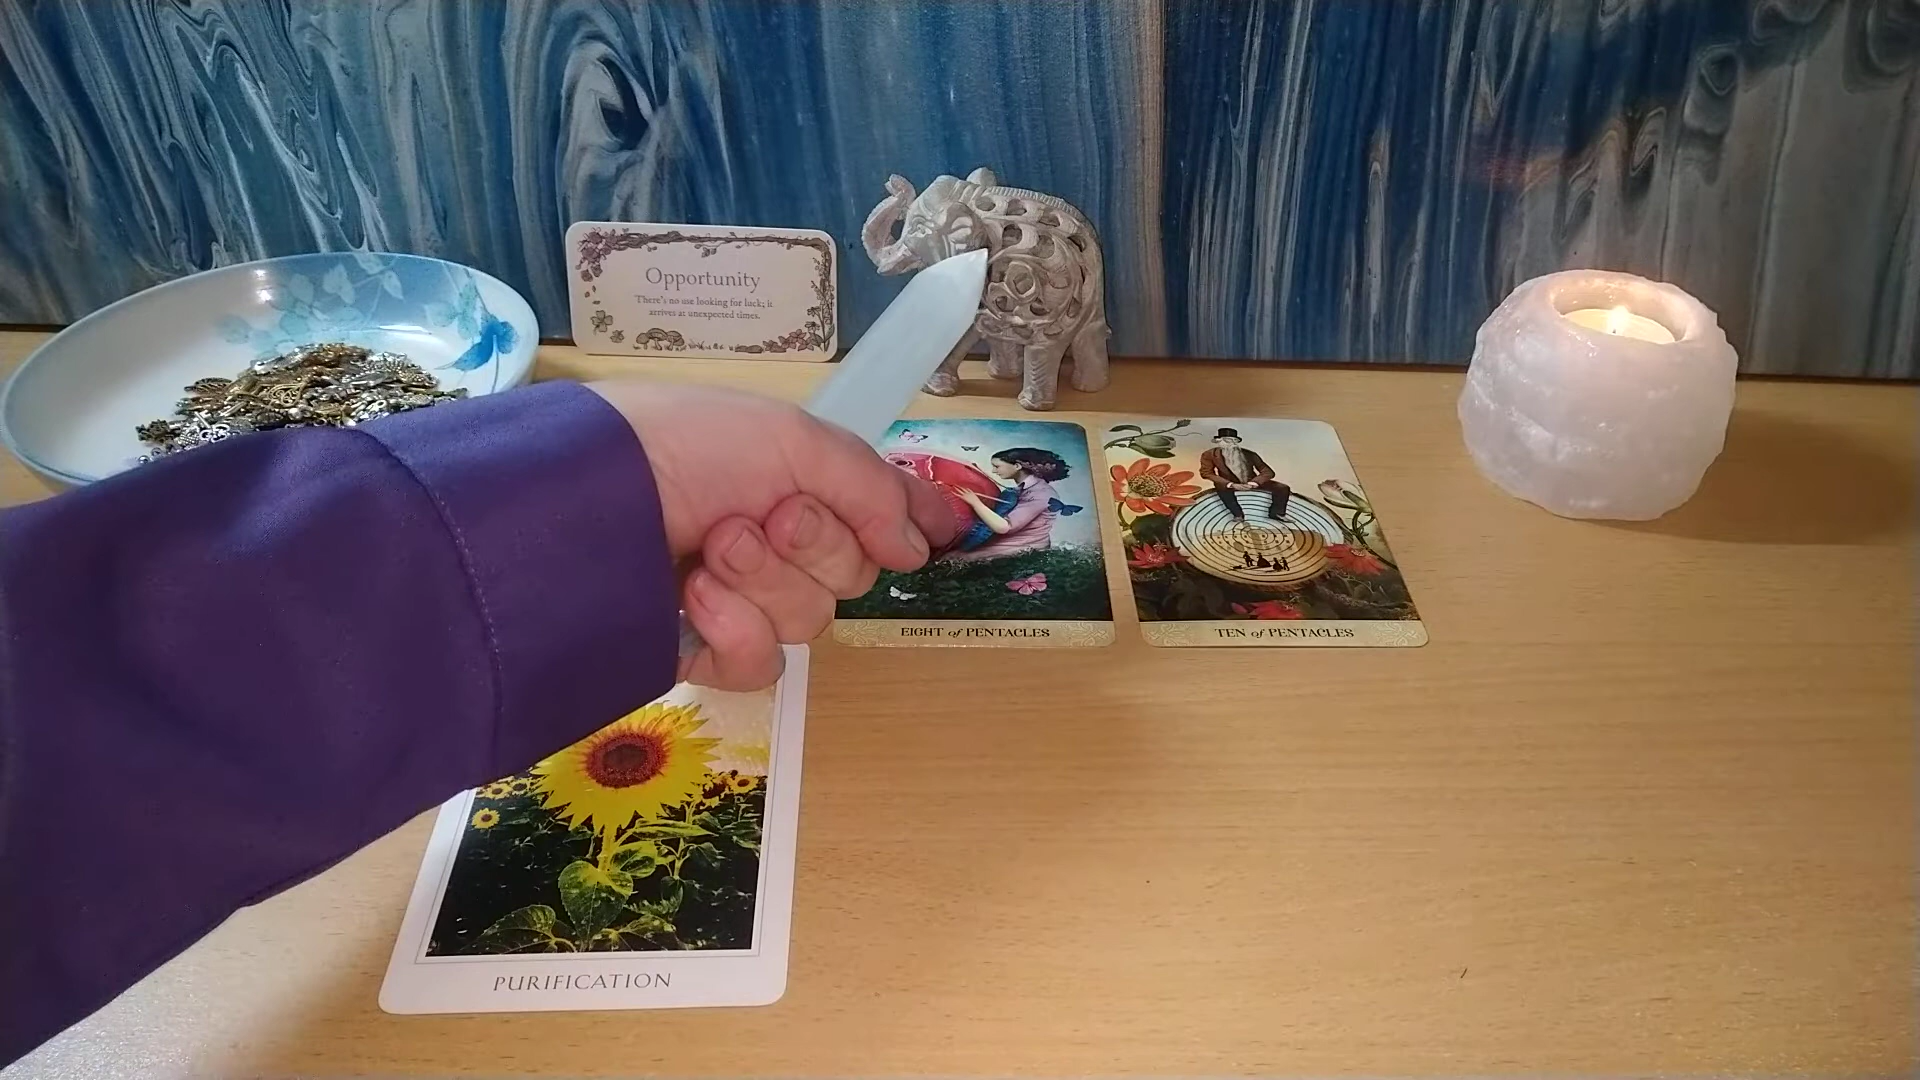 Opportunity
There's no use looking for luck; it
arrives at unexpected times.
EIGHT of PENTACLES
TEN of PENTACLES
PURIFICATION